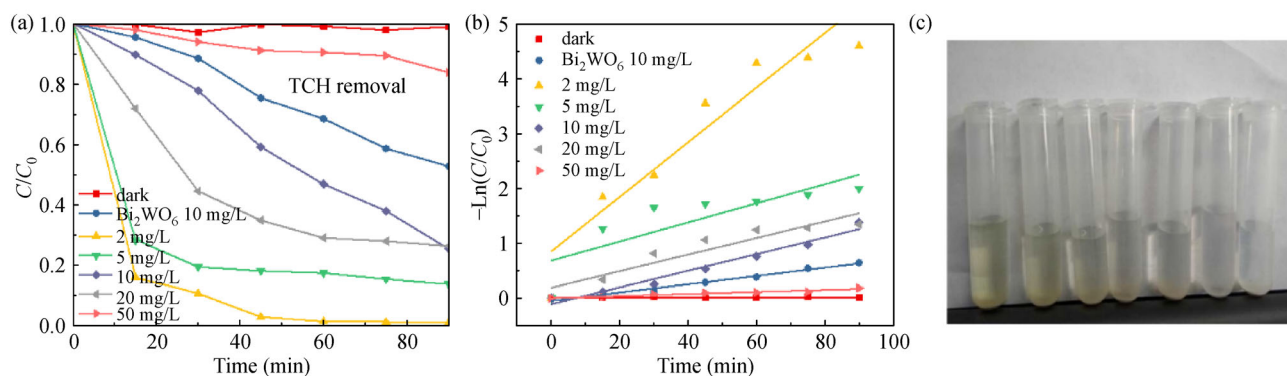 (a)
1.0
0.8
0.6
0.4
0.2
0.0
C/C₀
TCH removal
dark
Bi₂WO₆ 10 mg/L
2 mg/L
5 mg/L
10 mg/L
20 mg/L
50 mg/L
0 20 40 60 80
Time (min)
(b)
5
4
3
2
1
0
−Ln(C/C₀)
dark
Bi₂WO₆ 10 mg/L
2 mg/L
5 mg/L
10 mg/L
20 mg/L
50 mg/L
0 20 40 60 80 100
Time (min)
(c)